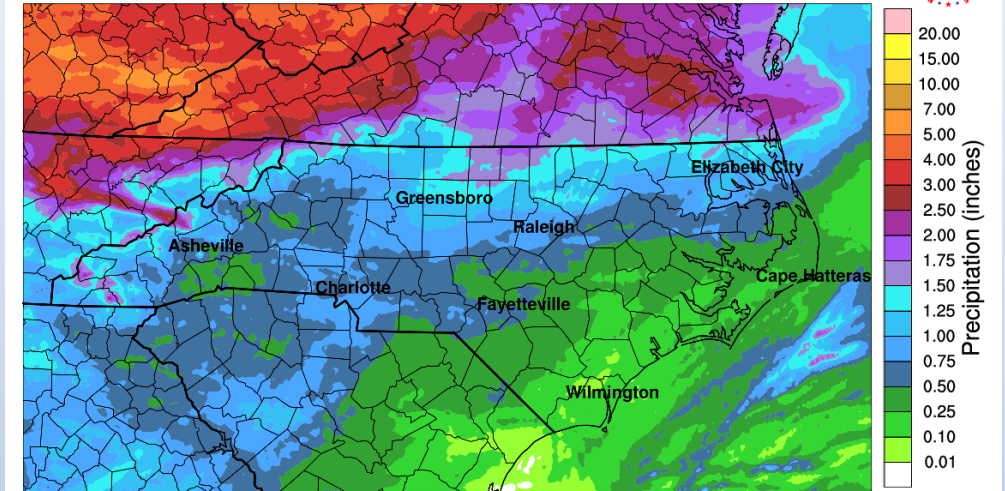 20.00
15.00
10.00
7.00
5.00
4.00
3.00
2.50
2.00
1.75
1.50
1.25
1.00
0.75
0.50
0.25
0.10
0.01
Precipitation (inches)
Elizabeth City
Greensboro
Raleigh
Asheville
Cape Hatteras
Charlotte
Fayetteville
Wilmington